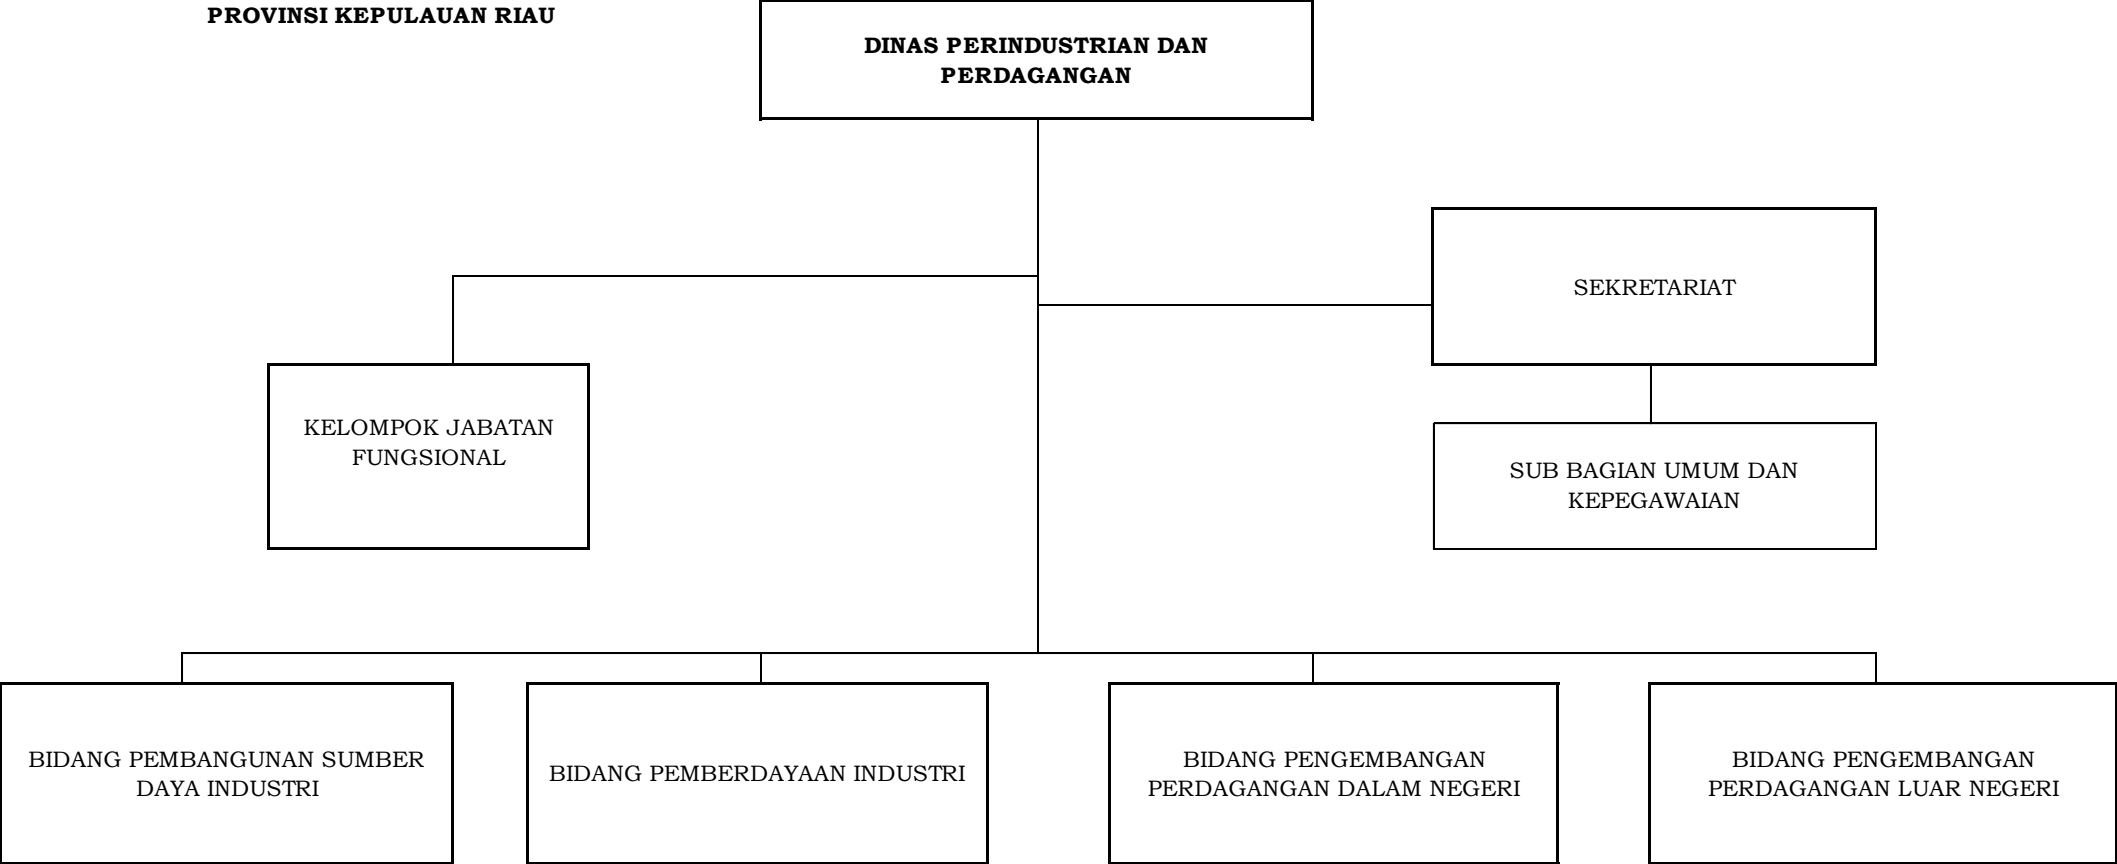 PROVINSI KEPULAUAN RIAU
DINAS PERINDUSTRIAN DAN
PERDAGANGAN
SEKRETARIAT
KELOMPOK JABATAN
FUNGSIONAL
SUB BAGIAN UMUM DAN
KEPEGAWAIAN
BIDANG PEMBANGUNAN SUMBER
DAYA INDUSTRI
BIDANG PEMBERDAYAAN INDUSTRI
BIDANG PENGEMBANGAN
PERDAGANGAN DALAM NEGERI
BIDANG PENGEMBANGAN
PERDAGANGAN LUAR NEGERI